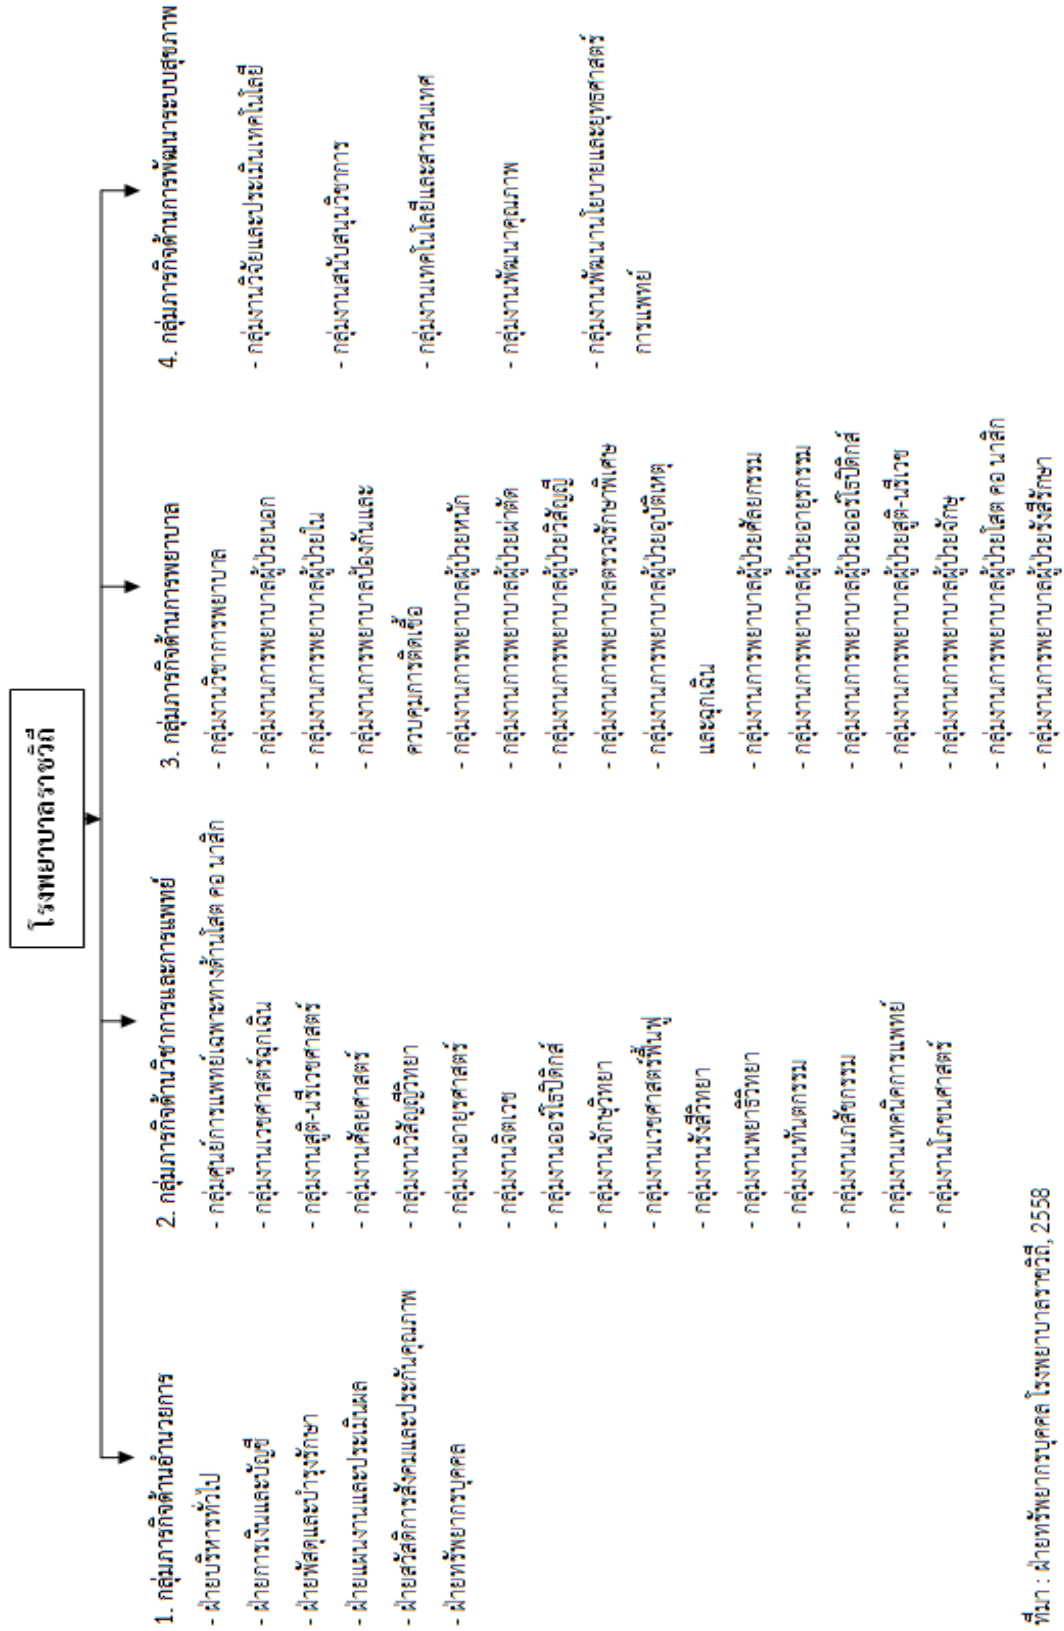 โรงพยาบาลราชวิถี
1. กลุ่มภารกิจด้านอำนวยการ
- ฝ่ายบริหารทั่วไป
- ฝ่ายการเงินและบัญชี
- ฝ่ายพัสดุและบำรุงรักษา
- ฝ่ายแผนงานและประเมินผล
- ฝ่ายสวัสดิการสังคมและประกันคุณภาพ
- ฝ่ายทรัพยากรบุคคล
2. กลุ่มภารกิจด้านวิชาการและการแพทย์
- กลุ่มศูนย์การแพทย์เฉพาะทางด้านโสต ศอ นาสิก
- กลุ่มงานเวชศาสตร์ฉุกเฉิน
- กลุ่มงานสูติ-นรีเวชศาสตร์
- กลุ่มงานศัลยศาสตร์
- กลุ่มงานวิสัญญีวิทยา
- กลุ่มงานอายุรศาสตร์
- กลุ่มงานจิตเวช
- กลุ่มงานออร์โธปิดิกส์
- กลุ่มงานจักษุวิทยา
- กลุ่มงานเวชศาสตร์ฟื้นฟู
- กลุ่มงานรังสีวิทยา
- กลุ่มงานพยาธิวิทยา
- กลุ่มงานทันตกรรม
- กลุ่มงานเภสัชกรรม
- กลุ่มงานเทคนิคการแพทย์
- กลุ่มงานโภชนศาสตร์
3. กลุ่มภารกิจด้านการพยาบาล
- กลุ่มงานวิชาการพยาบาล
- กลุ่มงานการพยาบาลผู้ป่วยนอก
- กลุ่มงานการพยาบาลผู้ป่วยใน
- กลุ่มงานการพยาบาลป้องกันและ
ควบคุมการติดเชื้อ
- กลุ่มงานการพยาบาลผู้ป่วยหนัก
- กลุ่มงานการพยาบาลผู้ป่วยผ่าตัด
- กลุ่มงานการพยาบาลผู้ป่วยวิสัญญี
- กลุ่มงานการพยาบาลตรวจรักษาพิเศษ
- กลุ่มงานการพยาบาลผู้ป่วยอุบัติเหตุ
และฉุกเฉิน
- กลุ่มงานการพยาบาลผู้ป่วยศัลยกรรม
- กลุ่มงานการพยาบาลผู้ป่วยอายุรกรรม
- กลุ่มงานการพยาบาลผู้ป่วยออร์โธปิดิกส์
- กลุ่มงานการพยาบาลผู้ป่วยสูติ-นรีเวช
- กลุ่มงานการพยาบาลผู้ป่วยจักษุ
- กลุ่มงานการพยาบาลผู้ป่วยโสต ศอ นาสิก
- กลุ่มงานการพยาบาลผู้ป่วยรังสีรักษา
4. กลุ่มภารกิจด้านการพัฒนาระบบสุขภาพ
- กลุ่มงานวิจัยและประเมินเทคโนโลยี
- กลุ่มงานสนับสนุนวิชาการ
- กลุ่มงานเทคโนโลยีและสารสนเทศ
- กลุ่มงานพัฒนาคุณภาพ
- กลุ่มงานพัฒนานโยบายและยุทธศาสตร์
การแพทย์
ที่มา : ฝ่ายทรัพยากรบุคคล โรงพยาบาลราชวิถี, 2558